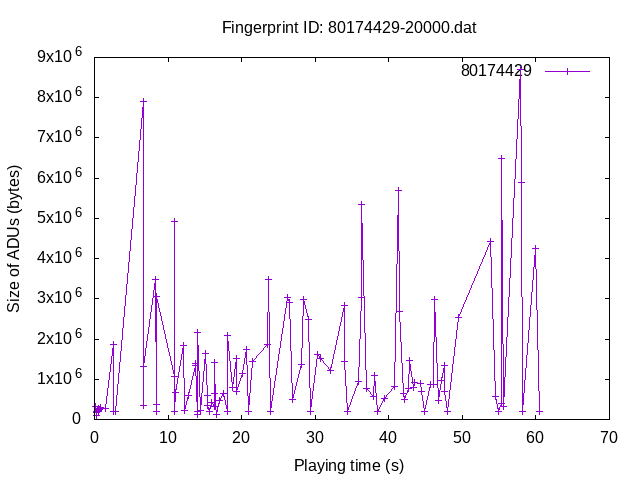 Fingerprint ID: 80174429-20000.dat
9x10^6
80174429
8x10^6
7x10^6
6x10^6
5x10^6
4x10^6
3x10^6
2x10^6
1x10^6
0
Size of ADUs (bytes)
0 10 20 30 40 50 60 70
Playing time (s)